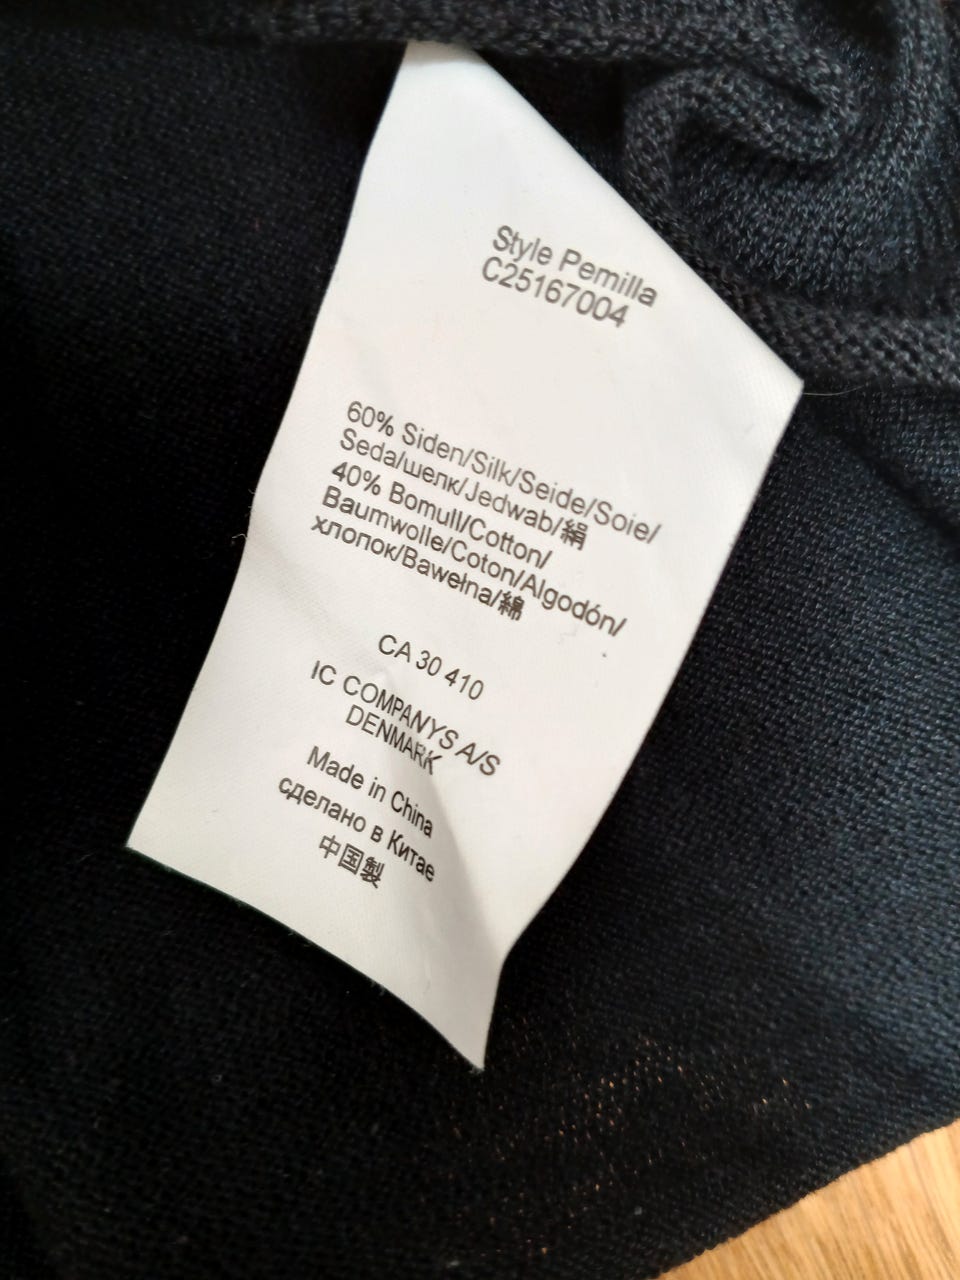 Style Pernilla
C25167004
60% Siden/Silk/Seide/Soie/
Seda/шелк/Jedwab/絹
40% Bomull/Cotton/
Baumwolle/Coton/Algodón/
хлопок/Bawełna/綿
CA 30 410
IC COMPANYS A/S
DENMARK
Made in China
сделано в Китае
中国製